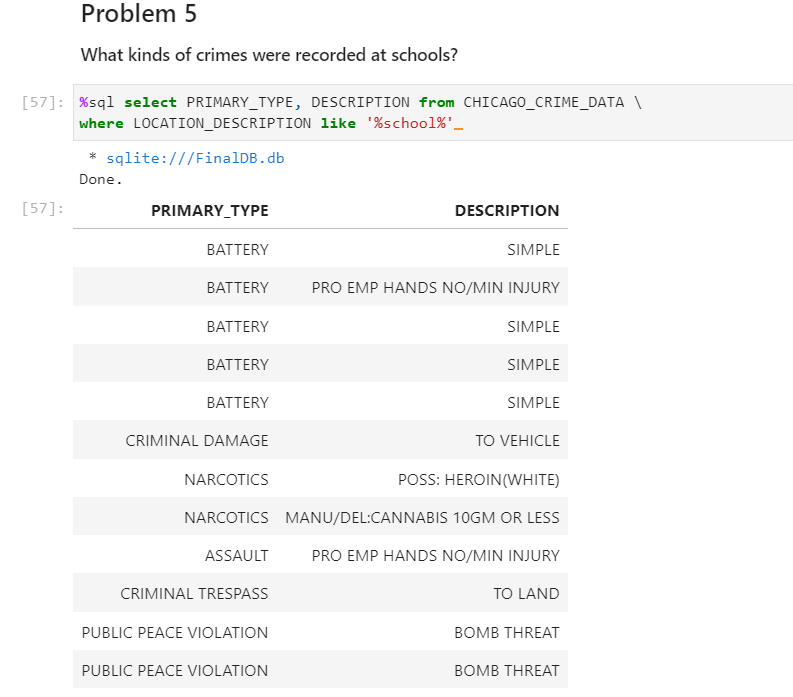 Problem 5
What kinds of crimes were recorded at schools?
[57]: %sql select PRIMARY_TYPE, DESCRIPTION from CHICAGO_CRIME_DATA \
where LOCATION_DESCRIPTION like '%school%'_
* sqlite:///FinalDB.db
Done.
[57]: PRIMARY_TYPE DESCRIPTION
BATTERY SIMPLE
BATTERY PRO EMP HANDS NO/MIN INJURY
BATTERY SIMPLE
BATTERY SIMPLE
BATTERY SIMPLE
CRIMINAL DAMAGE TO VEHICLE
NARCOTICS POSS: HEROIN(WHITE)
NARCOTICS MANU/DEL:CANNABIS 10GM OR LESS
ASSAULT PRO EMP HANDS NO/MIN INJURY
CRIMINAL TRESPASS TO LAND
PUBLIC PEACE VIOLATION BOMB THREAT
PUBLIC PEACE VIOLATION BOMB THREAT